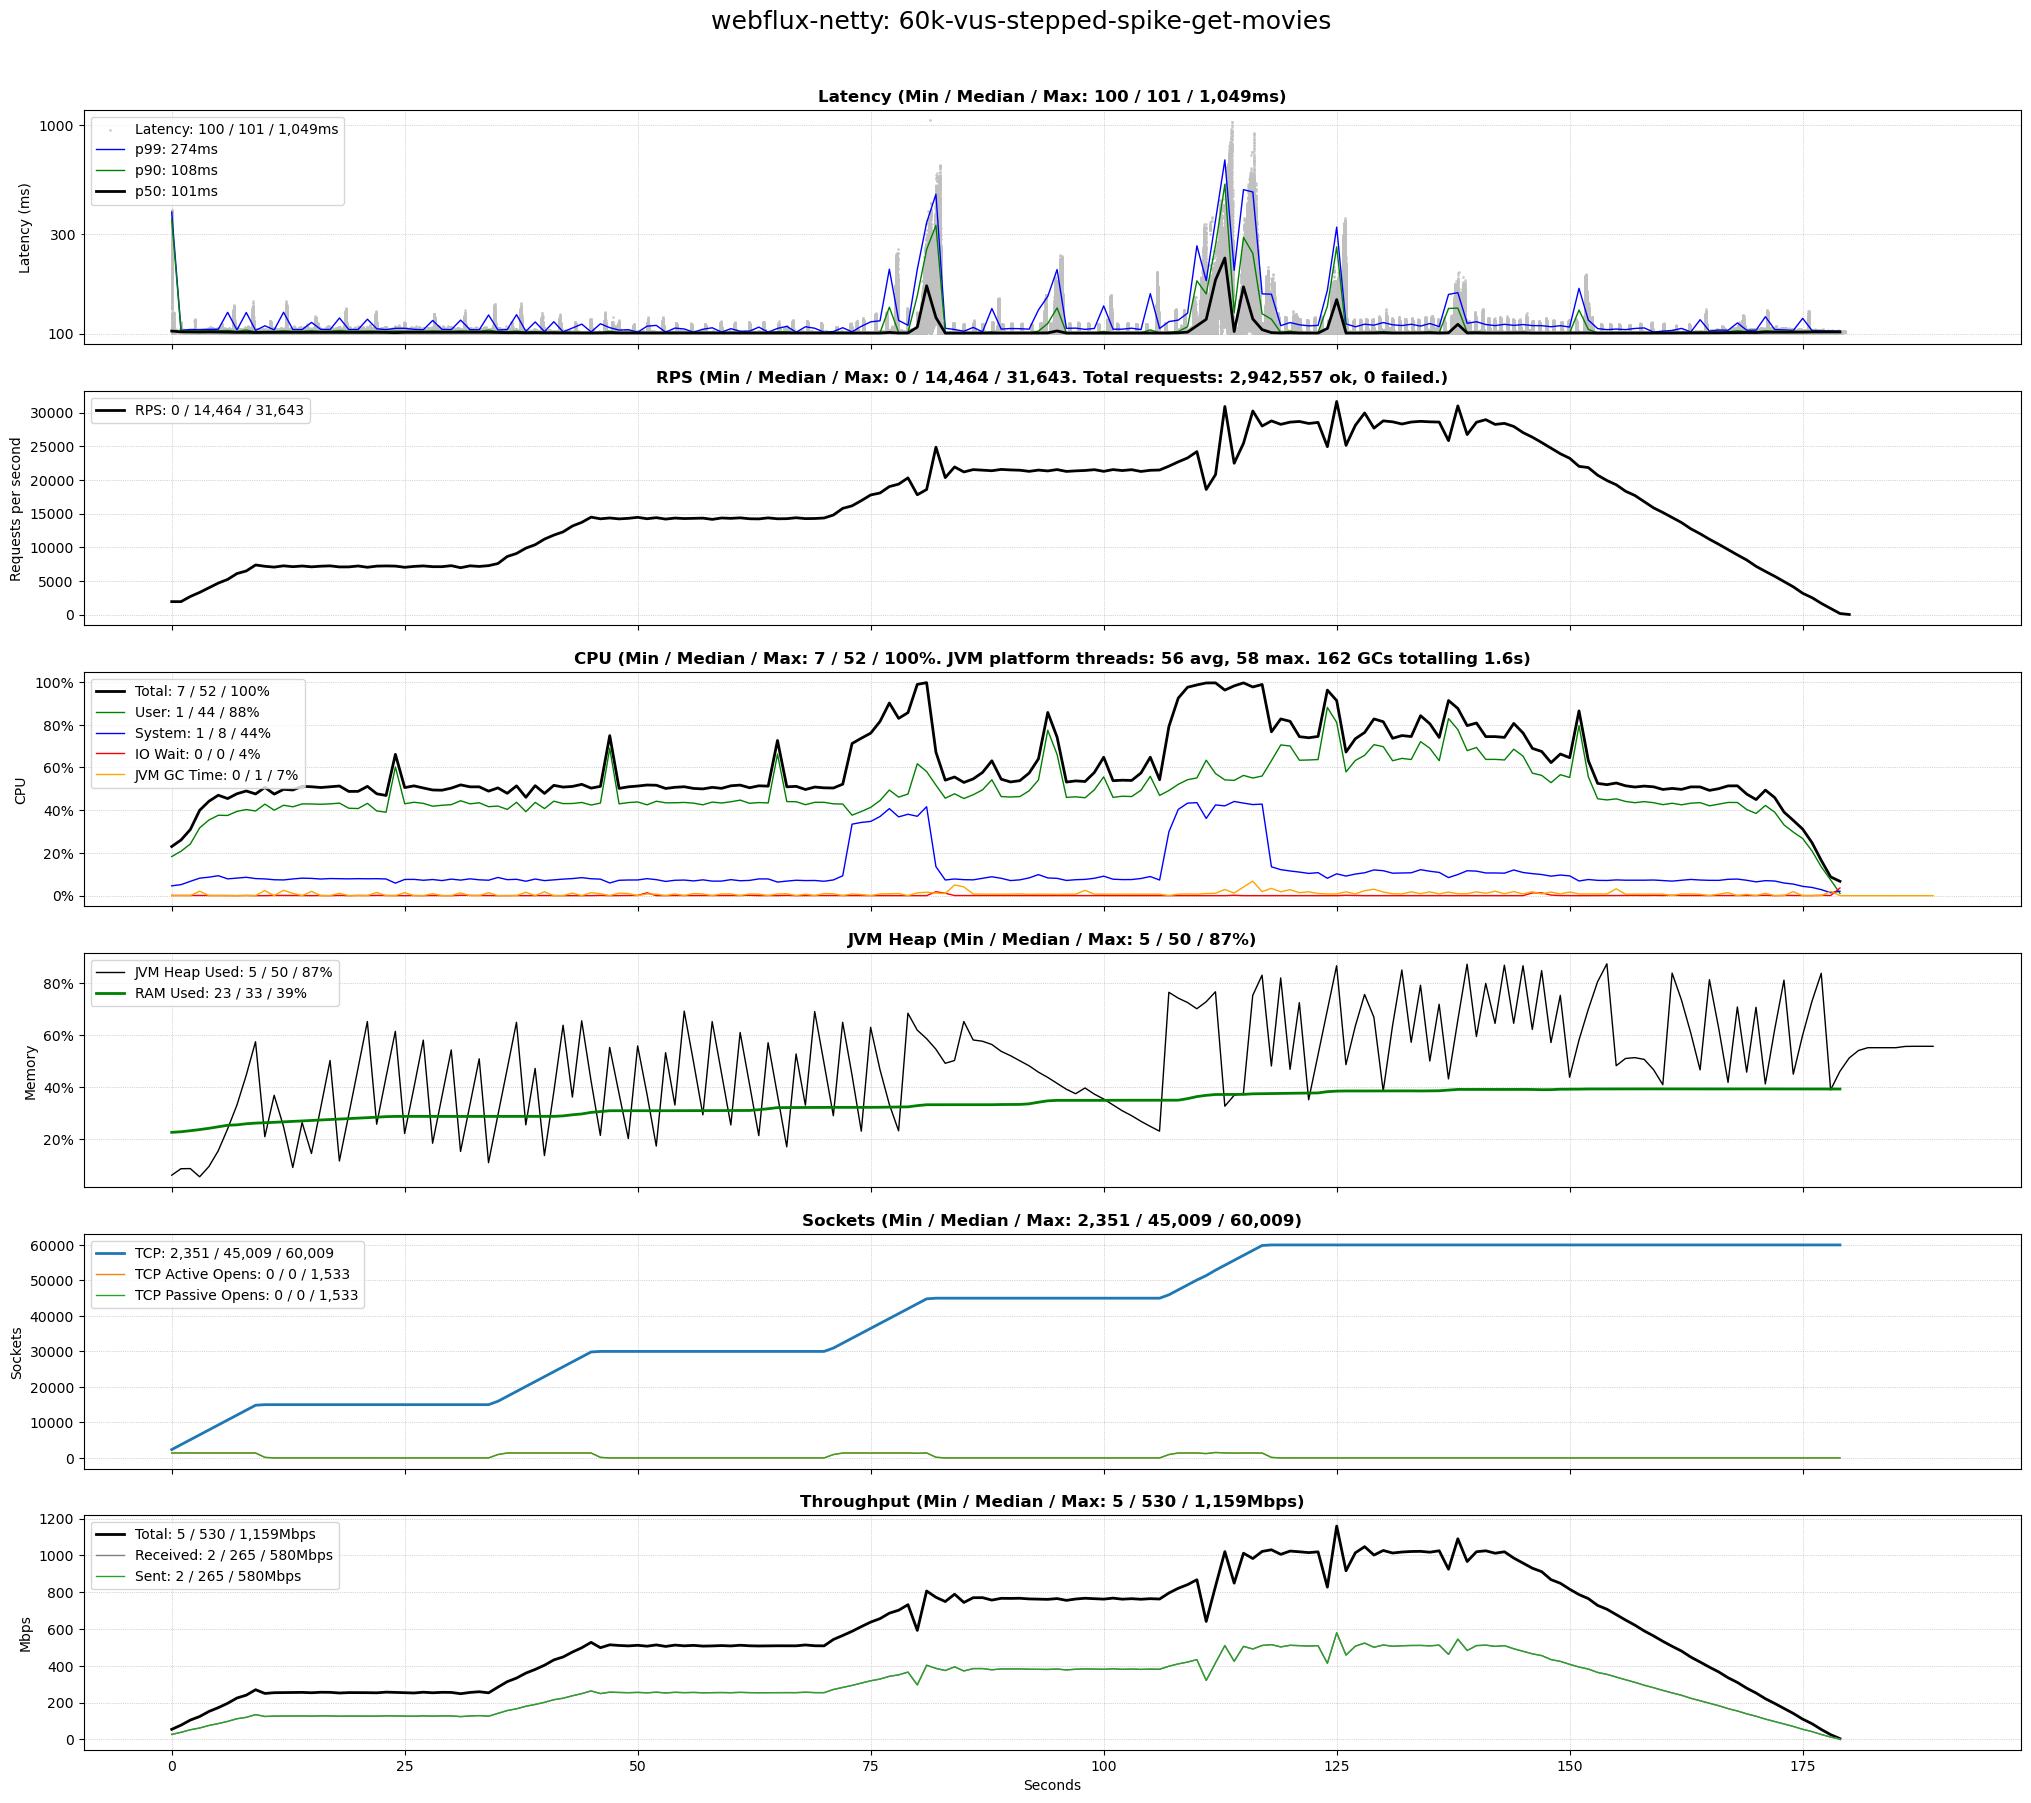 webflux-netty: 60k-vus-stepped-spike-get-movies
Latency (Min / Median / Max: 100 / 101 / 1,049ms)
Latency: 100 / 101 / 1,049ms
p99: 274ms
p90: 108ms
p50: 101ms
Latency (ms)
1000
300
100
RPS (Min / Median / Max: 0 / 14,464 / 31,643. Total requests: 2,942,557 ok, 0 failed.)
RPS: 0 / 14,464 / 31,643
Requests per second
30000
25000
20000
15000
10000
5000
0
CPU (Min / Median / Max: 7 / 52 / 100%. JVM platform threads: 56 avg, 58 max. 162 GCs totalling 1.6s)
Total: 7 / 52 / 100%
User: 1 / 44 / 88%
System: 1 / 8 / 44%
IO Wait: 0 / 0 / 4%
JVM GC Time: 0 / 1 / 7%
CPU
100%
80%
60%
40%
20%
0%
JVM Heap (Min / Median / Max: 5 / 50 / 87%)
JVM Heap Used: 5 / 50 / 87%
RAM Used: 23 / 33 / 39%
Memory
80%
60%
40%
20%
Sockets (Min / Median / Max: 2,351 / 45,009 / 60,009)
TCP: 2,351 / 45,009 / 60,009
TCP Active Opens: 0 / 0 / 1,533
TCP Passive Opens: 0 / 0 / 1,533
Sockets
60000
50000
40000
30000
20000
10000
0
Throughput (Min / Median / Max: 5 / 530 / 1,159Mbps)
Total: 5 / 530 / 1,159Mbps
Received: 2 / 265 / 580Mbps
Sent: 2 / 265 / 580Mbps
Mbps
1200
1000
800
600
400
200
0
0 25 50 75 100 125 150 175
Seconds